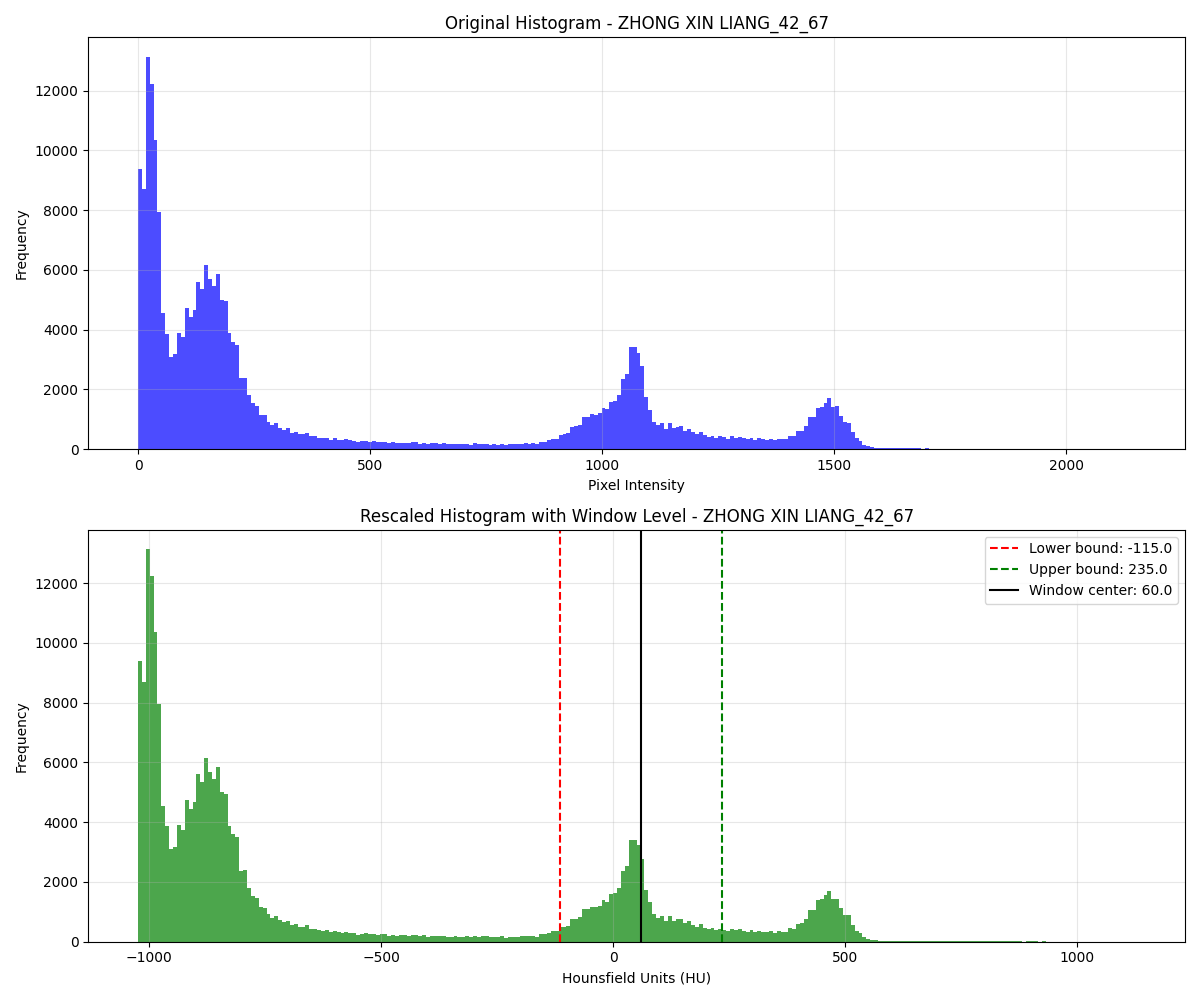 Original Histogram - ZHONG XIN LIANG_42_67
12000
10000
8000
6000
4000
2000
0
Frequency
0 500 1000 1500 2000
Pixel Intensity
Rescaled Histogram with Window Level - ZHONG XIN LIANG_42_67
Lower bound: -115.0
Upper bound: 235.0
Window center: 60.0
12000
10000
8000
6000
4000
2000
0
Frequency
−1000 −500 0 500 1000
Hounsfield Units (HU)